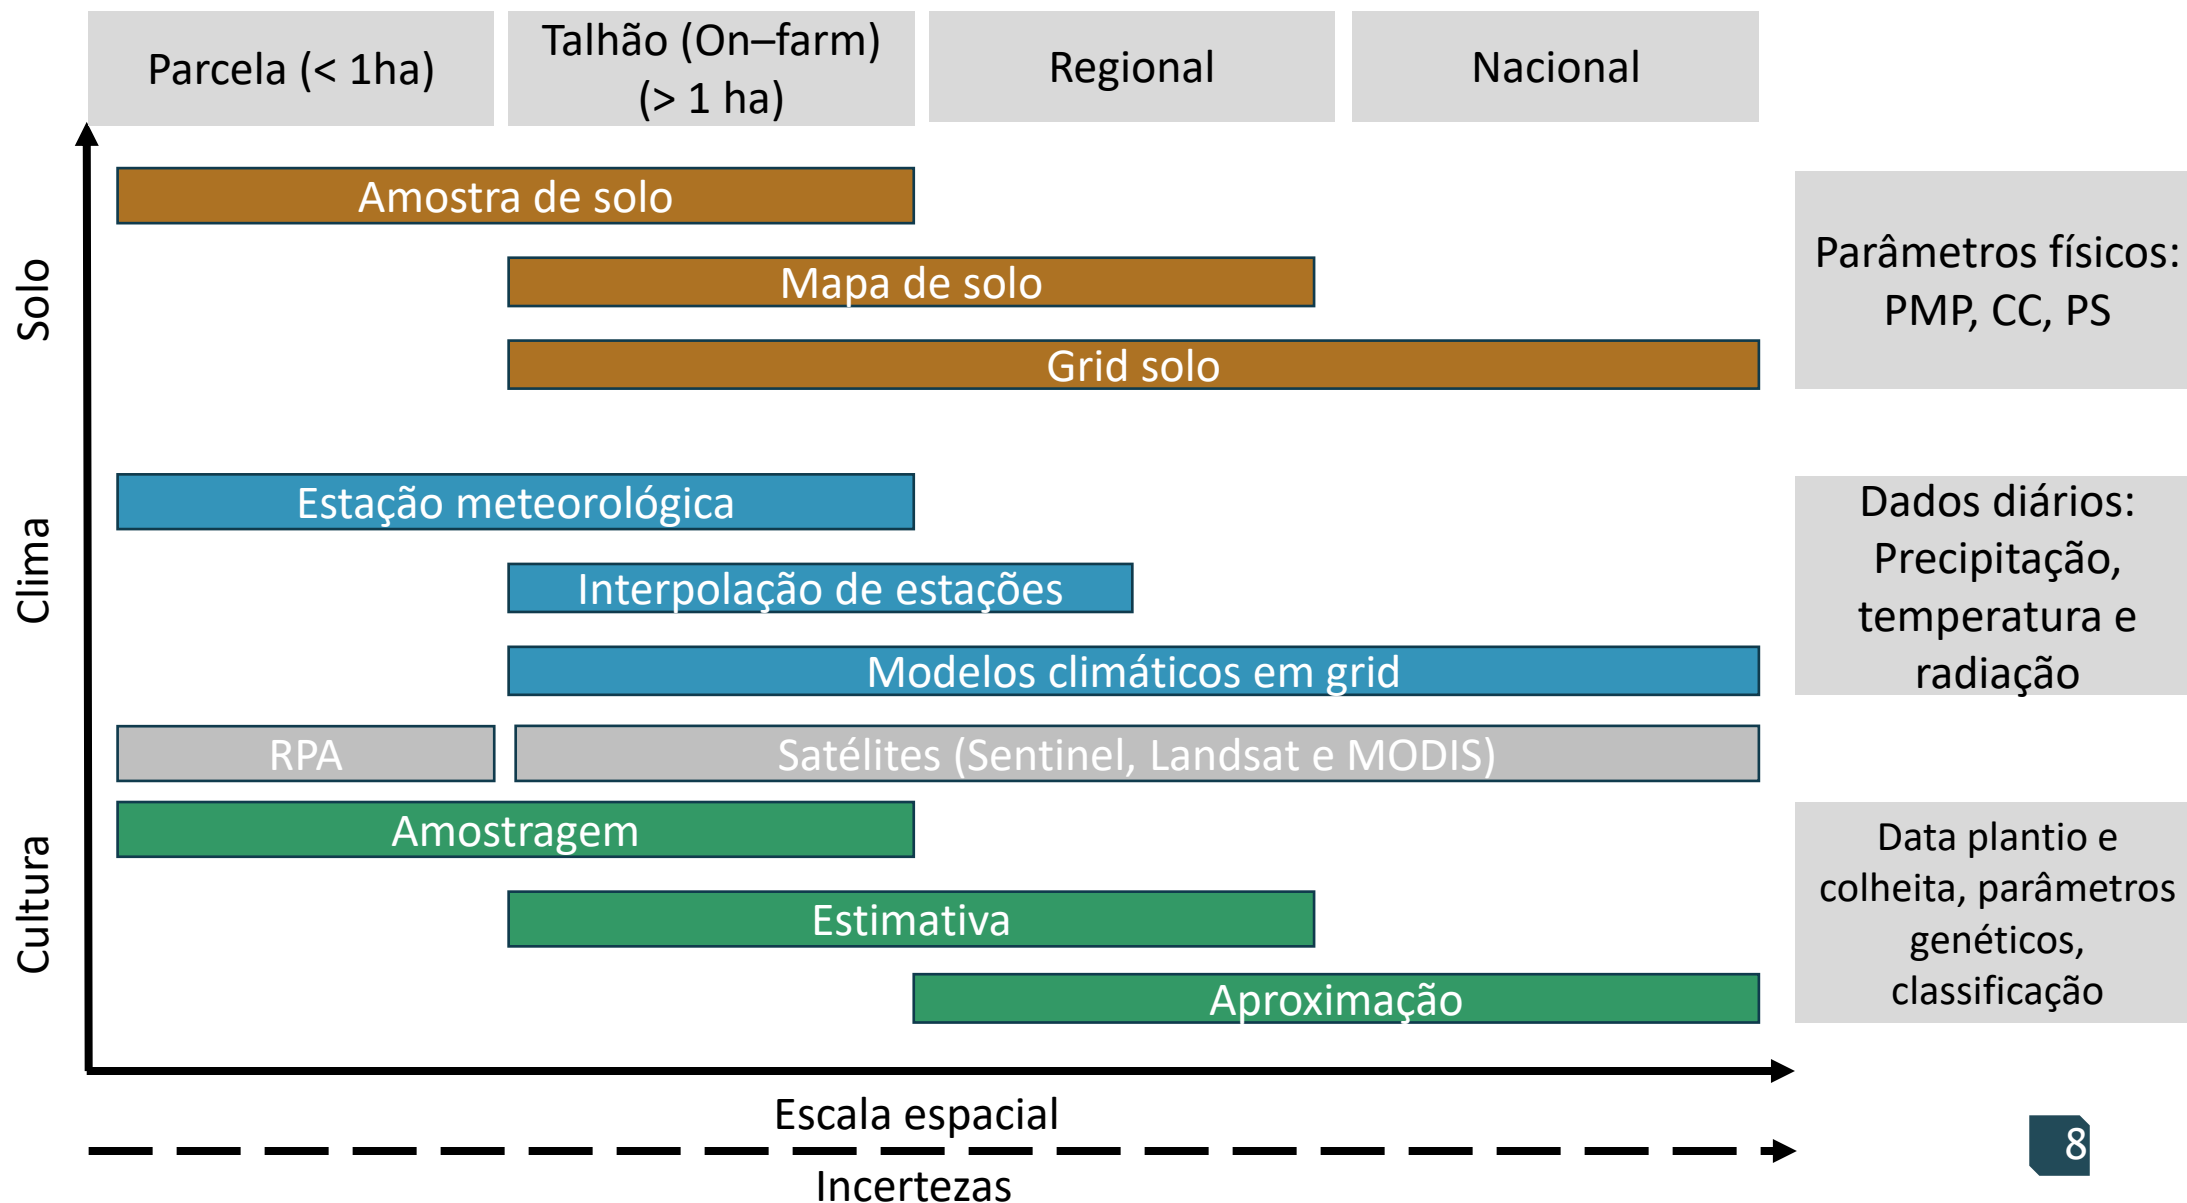 Parcela (< 1ha)
Talhão (On–farm)
(> 1 ha)
Regional
Nacional
Solo
Amostra de solo
Mapa de solo
Grid solo
Parâmetros físicos:
PMP, CC, PS
Clima
Estação meteorológica
Interpolação de estações
Modelos climáticos em grid
Dados diários:
Precipitação,
temperatura e
radiação
RPA
Satélites (Sentinel, Landsat e MODIS)
Cultura
Amostragem
Estimativa
Aproximação
Data plantio e
colheita, parâmetros
genéticos,
classificação
Escala espacial
Incertezas
8